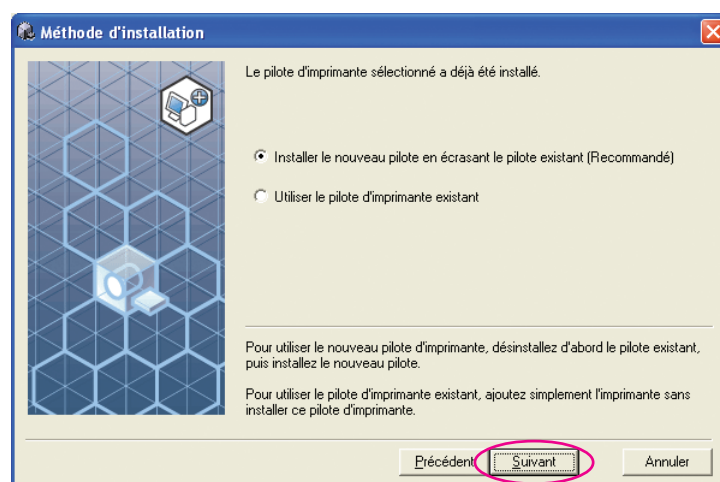 Méthode d'installation
Le pilote d'imprimante sélectionné a déjà été installé.
Installer le nouveau pilote en écrasant le pilote existant (Recommandé)
Utiliser le pilote d'imprimante existant
Pour utiliser le nouveau pilote d'imprimante, désinstallez d'abord le pilote existant,
puis installez le nouveau pilote.
Pour utiliser le pilote d'imprimante existant, ajoutez simplement l'imprimante sans
installer ce pilote d'imprimante.
Précédent
Suivant
Annuler